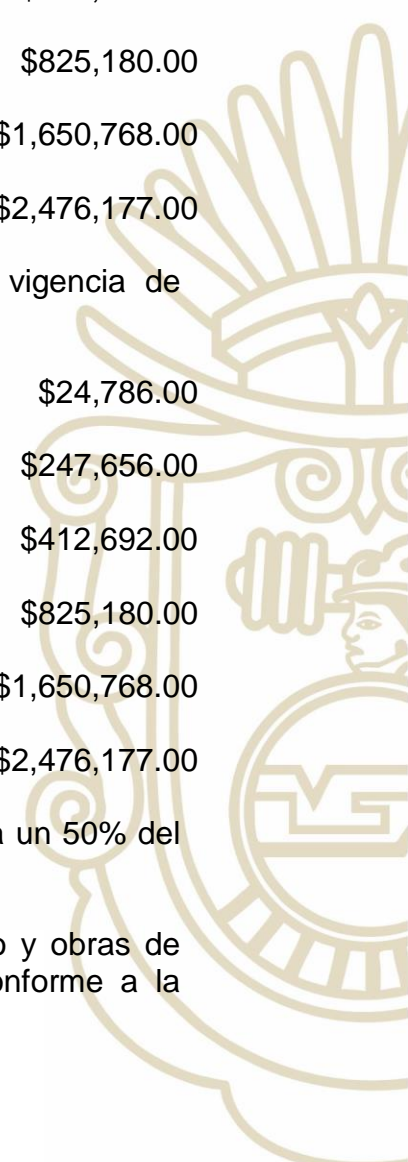 $825,180.00
$1,650,768.00
$2,476,177.00
vigencia de
$24,786.00
$247,656.00
$412,692.00
$825,180.00
$1,650,768.00
$2,476,177.00
un 50% del
y obras de
a la